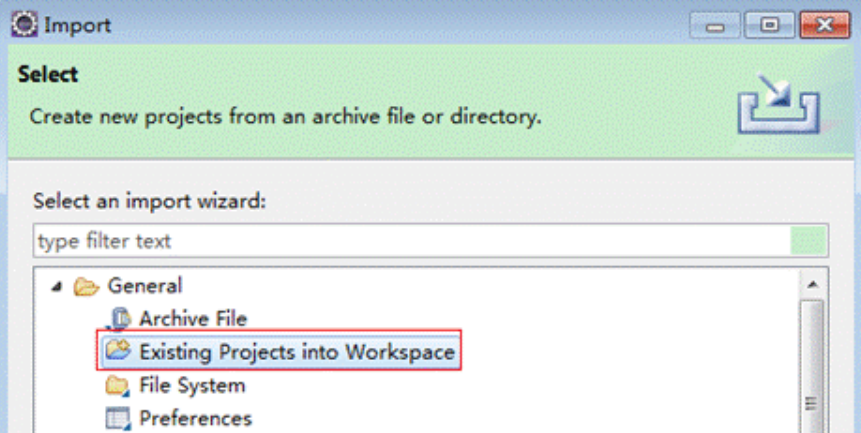 Import
Select
Create new projects from an archive file or directory.
Select an import wizard:
type filter text
General
Archive File
Existing Projects into Workspace
File System
Preferences